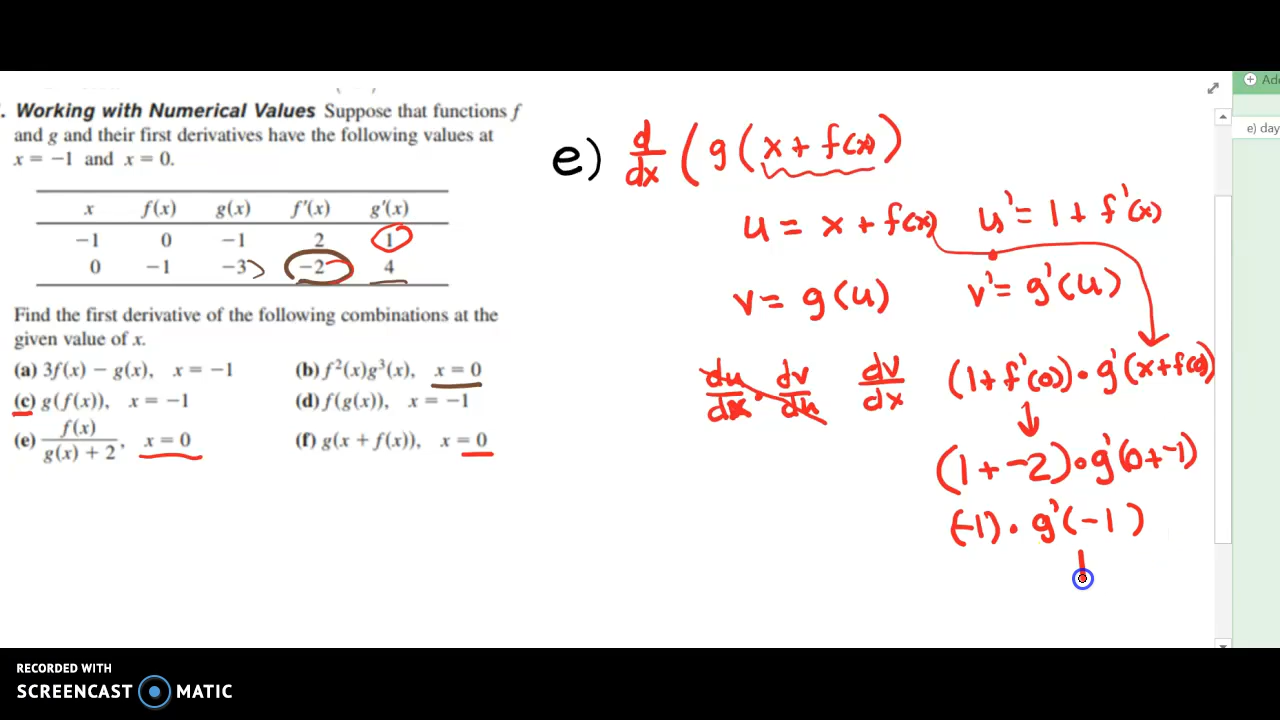 . Working with Numerical Values Suppose that functions f
and g and their first derivatives have the following values at
x = −1 and x = 0.
x f(x) g(x) f′(x) g′(x)
−1 0 −1 2 1
0 −1 −3 −2 4
Find the first derivative of the following combinations at the
given value of x.
(a) 3f(x) − g(x), x = −1 (b) f²(x)g³(x), x = 0
(c) g(f(x)), x = −1 (d) f(g(x)), x = −1
(e) f(x)/g(x) + 2, x = 0 (f) g(x + f(x)), x = 0
e) d/dx (g(x + f(x))
u = x + f(x) u' = 1 + f'(x)
v = g(u) v' = g'(u)
du/dx · dv/du dv/dx (1 + f'(0)) · g'(x + f(0))
(1 + -2) · g'(0 + -1)
(-1) · g'(-1)
e) day
RECORDED WITH
SCREENCAST MATIC